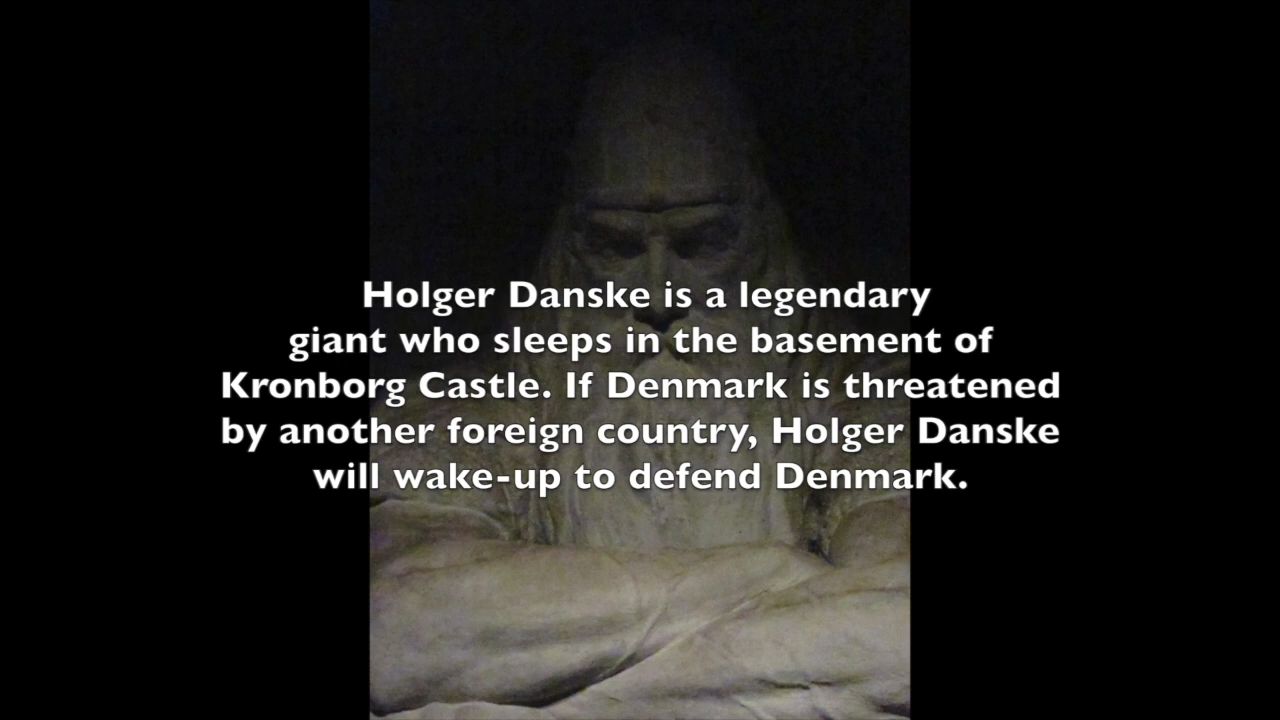 Holger Danske is a legendary
giant who sleeps in the basement of
Kronborg Castle. If Denmark is threatened
by another foreign country, Holger Danske
will wake-up to defend Denmark.